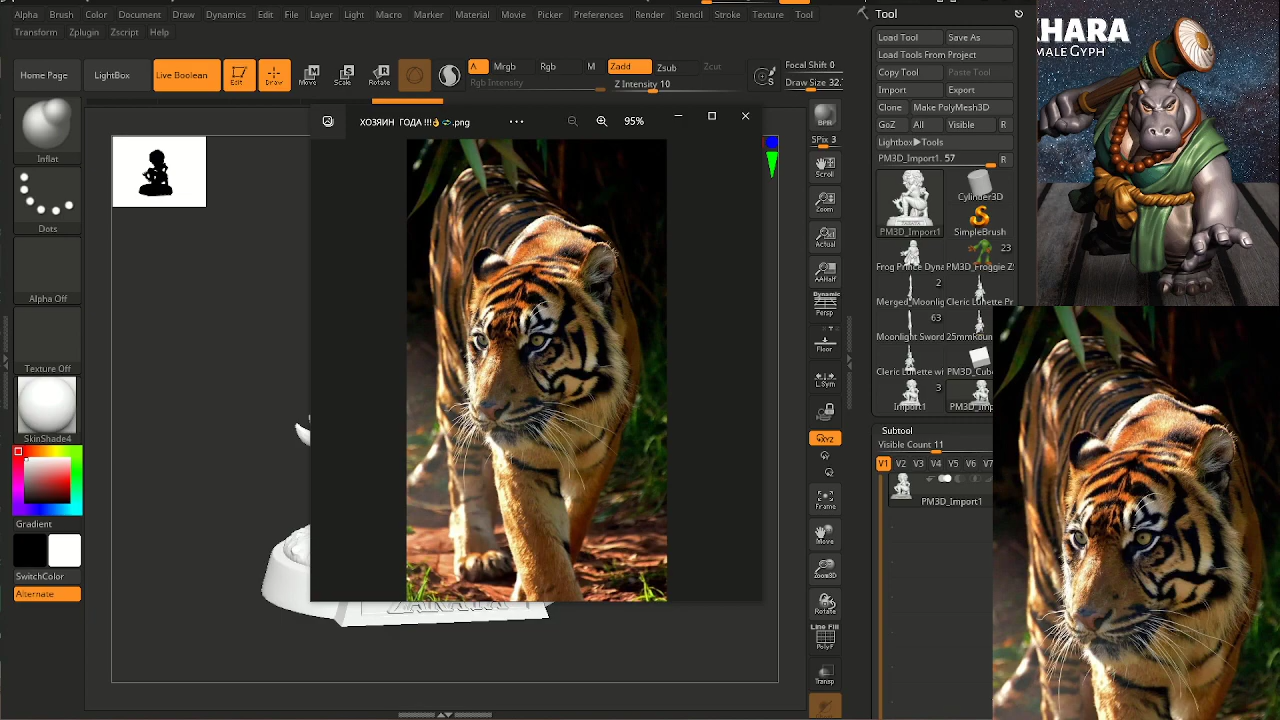 Alpha Brush Color Document Draw Dynamics Edit File Layer Light Macro Marker Material Movie Picker Preferences Render Stencil Stroke Texture Tool
Transform Zplugin Zscript Help
Home Page LightBox Live Boolean Edit Draw Move Scale Rotate A Mrgb Rgb M Zadd Zsub Zcut Focal Shift 0
Rgb Intensity Z Intensity 10 Draw Size 32.
Inflat
Dots
Alpha Off
Texture Off
SkinShade4
Gradient
SwitchColor
Alternate
ХОЗЯИН ГОДА !!!👌🐲.png ••• 95%
BPR
SPix 3
Scroll
Zoom
Actual
AAHalf
Dynamic
Persp
Floor
L.Sym
XYZ
Frame
Move
Zoom3D
Rotate
Line Fill
PolyF
Transp
Tool
Load Tool Save As
Load Tools From Project
Copy Tool Paste Tool
Import Export
Clone Make PolyMesh3D
GoZ All Visible R
Lightbox▶Tools
PM3D_Import1. 57 R
PM3D_Import1 Cylinder3D
SimpleBrush
23
Frog Prince Dyna PM3D_Froggie Z
2
Merged_Moonlig Cleric Lunette Pr
63
Moonlight Sword 25mmRoun
Cleric Lunette wi PM3D_Cube
3
Import1 PM3D_Imp
Subtool
Visible Count 11
V1 V2 V3 V4 V5 V6 V7
PM3D_Import1
KHARA
MALE GYPH